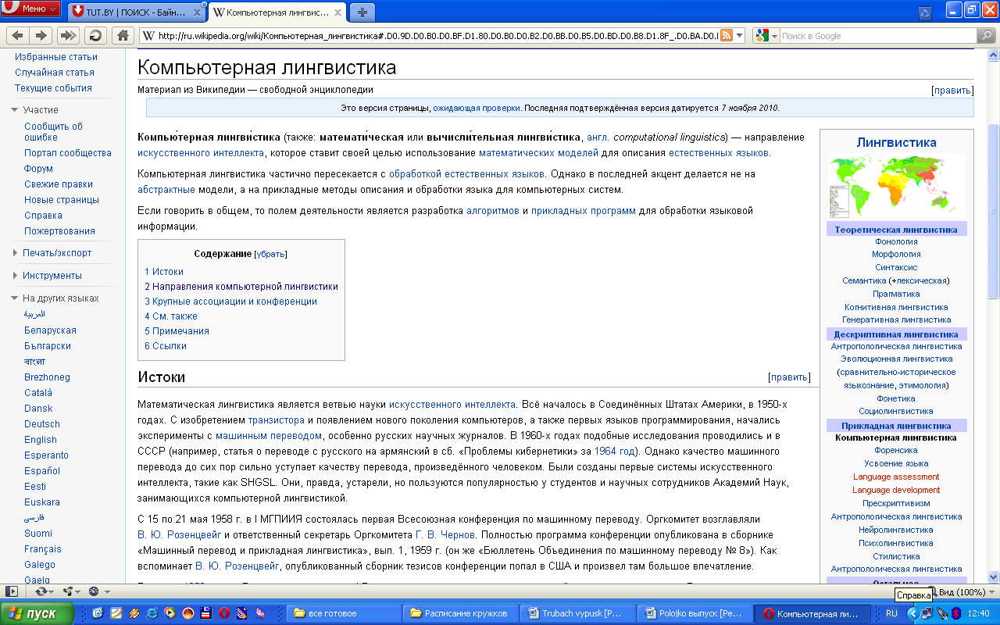 Меню
TUT.BY | ПОИСК - Байн...
Компьютерная лингвистика...
http://ru.wikipedia.org/wiki/Компьютерная_лингвистика#.D0.9D.D0.B0.D0.BF.D1.80.D0.B0.D0.B2.D0.BB.D0.B5.D0.BD.D0.B8.D1.8F_.D0.BA.D0.
Поиск в Google
Избранные статьи
Случайная статья
Текущие события
Участие
Сообщить об
ошибке
Портал сообщества
Форум
Свежие правки
Новые страницы
Справка
Пожертвования
Печать/экспорт
Инструменты
На других языках
العربية
Беларуская
Български
বাংলা
Brezhoneg
Català
Dansk
Deutsch
English
Esperanto
Español
Eesti
Euskara
فارسی
Suomi
Français
Galego
Gaelg
Компьютерная лингвистика
Материал из Википедии — свободной энциклопедии
[править]
Это версия страницы, ожидающая проверки. Последняя подтверждённая версия датируется 7 ноября 2010.
Компью́терная лингви́стика (также: математи́ческая или вычисли́тельная лингви́стика, англ. computational linguistics) — направление
искусственного интеллекта, которое ставит своей целью использование математических моделей для описания естественных языков.
Компьютерная лингвистика частично пересекается с обработкой естественных языков. Однако в последней акцент делается не на
абстрактные модели, а на прикладные методы описания и обработки языка для компьютерных систем.
Если говорить в общем, то полем деятельности является разработка алгоритмов и прикладных программ для обработки языковой
информации.
Содержание [убрать]
1 Истоки
2 Направления компьютерной лингвистики
3 Крупные ассоциации и конференции
4 См. также
5 Примечания
6 Ссылки
Истоки
[править]
Математическая лингвистика является ветвью науки искусственного интеллекта. Всё началось в Соединённых Штатах Америки, в 1950-х
годах. С изобретением транзистора и появлением нового поколения компьютеров, а также первых языков программирования, начались
эксперименты с машинным переводом, особенно русских научных журналов. В 1960-х годах подобные исследования проводились и в
СССР (например, статья о переводе с русского на армянский в сб. «Проблемы кибернетики» за 1964 год). Однако качество машинного
перевода до сих пор сильно уступает качеству перевода, произведённого человеком. Были созданы первые системы искусственного
интеллекта, такие как SHGSL. Они, правда, устарели, но пользуются популярностью у студентов и научных сотрудников Академий Наук,
занимающихся компьютерной лингвистикой.
С 15 по 21 мая 1958 г. в I МГПИИЯ состоялась первая Всесоюзная конференция по машинному переводу. Оргкомитет возглавляли
В. Ю. Розенцвейг и ответственный секретарь Оргкомитета Г. В. Чернов. Полностью программа конференции опубликована в сборнике
«Машинный перевод и прикладная лингвистика», вып. 1, 1959 г. (он же «Бюллетень Объединения по машинному переводу № 8»). Как
вспоминает В. Ю. Розенцвейг, опубликованный сборник тезисов конференции попал в США и произвел там большое впечатление.
Лингвистика
Теоретическая лингвистика
Фонология
Морфология
Синтаксис
Семантика (+лексическая)
Прагматика
Когнитивная лингвистика
Генеративная лингвистика
Дескриптивная лингвистика
Антропологическая лингвистика
Эволюционная лингвистика
(сравнительно-историческое
языкознание, этимология)
Фонетика
Социолингвистика
Прикладная лингвистика
Компьютерная лингвистика
Форенсика
Усвоение языка
Language assessment
Language development
Прескриптивизм
Антропологическая лингвистика
Нейролингвистика
Психолингвистика
Стилистика
Антропологическая лингвистика
Остальное
Справка
Вид (100%)
пуск
все готовое
Расписание кружков
Trubach vypusk [Р...
Polojko выпуск [Ре...
Компьютерная ли...
RU
12:40